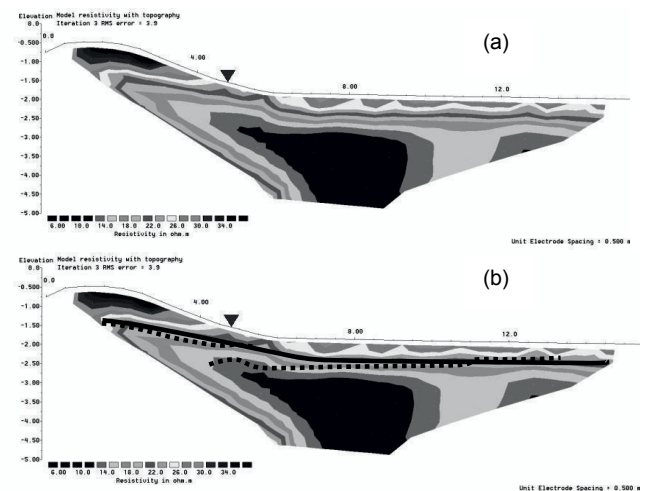 Elevation Model resistivity with topography
0.0 Iteration 3 RMS error = 3.9
(a)
0.0
-0.500
4.00
-1.00
-1.50
8.00
12.0
-2.00
-2.50
-3.00
-3.50
-4.00
-4.50
-5.00
6.00 10.0 14.0 18.0 22.0 26.0 30.0 34.0
Resistivity in ohm.m
Unit Electrode Spacing = 0.500 m
Elevation Model resistivity with topography
0.0 Iteration 3 RMS error = 3.9
(b)
0.0
-0.500
4.00
-1.00
-1.50
8.00
12.0
-2.00
-2.50
-3.00
-3.50
-4.00
-4.50
-5.00
6.00 10.0 14.0 18.0 22.0 26.0 30.0 34.0
Resistivity in ohm.m
Unit Electrode Spacing = 0.500 m